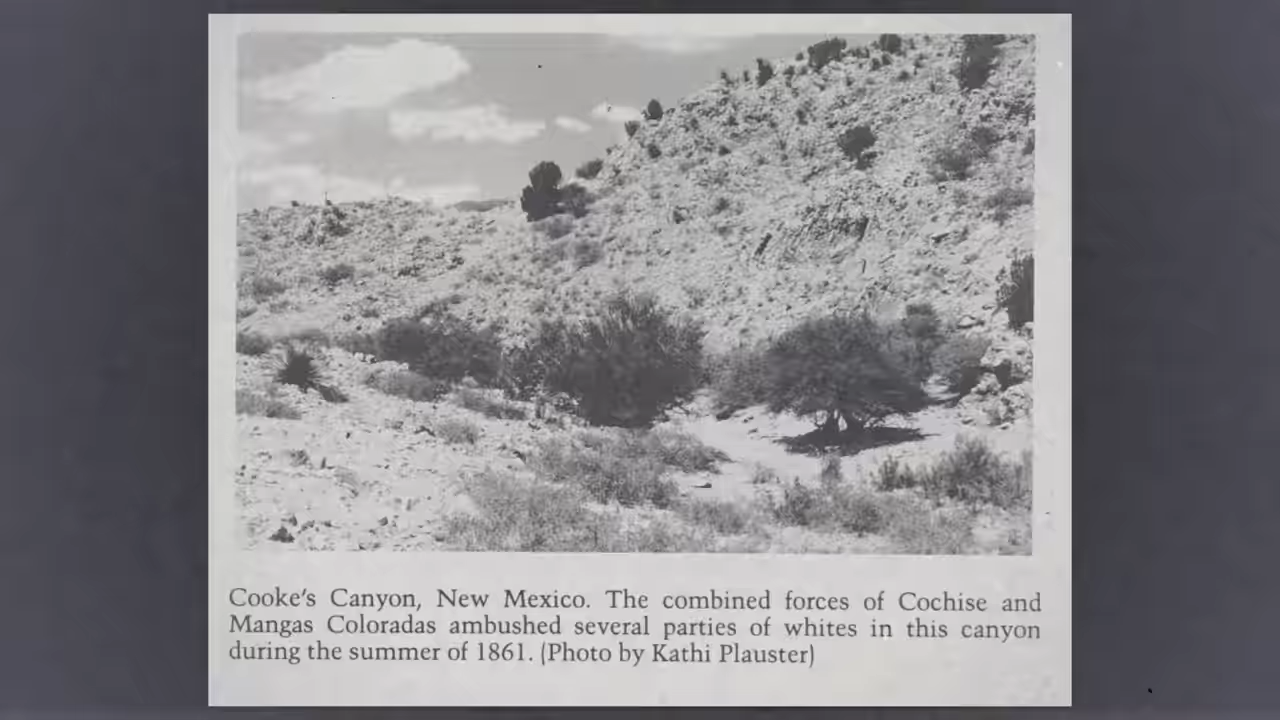 Cooke's Canyon, New Mexico. The combined forces of Cochise and
Mangas Coloradas ambushed several parties of whites in this canyon
during the summer of 1861. (Photo by Kathi Plauster)